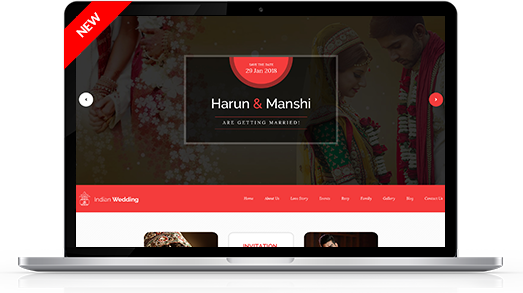 NEW
SAVE THE DATE
29 Jan 2018
Harun & Manshi
ARE GETTING MARRIED!
Indian Wedding
Home About Us Love Story Events Rsvp Family Gallery Blog Contact Us
INVITATION